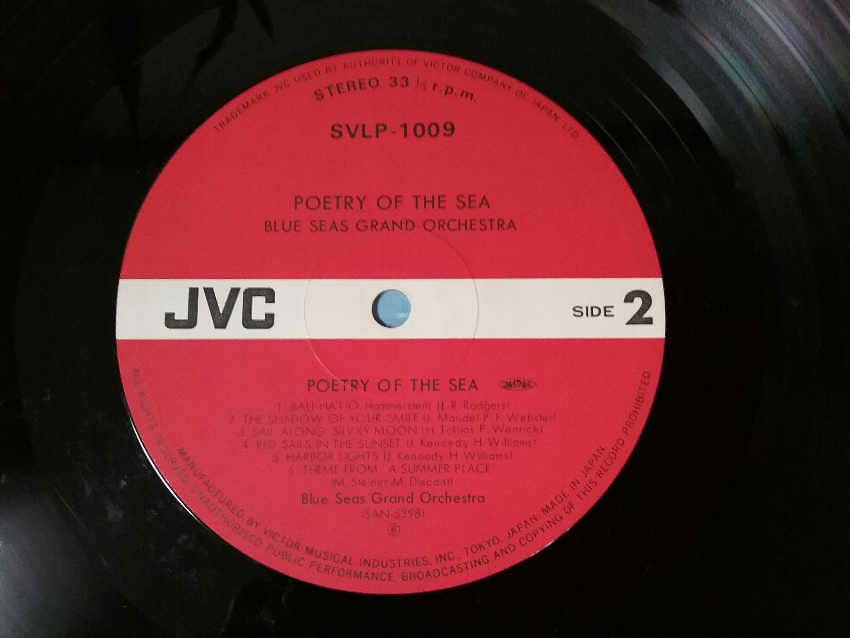 TRADEMARK JVC USED BY AUTHORITY OF VICTOR COMPANY OF JAPAN, LTD.
STEREO 33 1/3 r.p.m.
SVLP-1009
POETRY OF THE SEA
BLUE SEAS GRAND ORCHESTRA
JVC
SIDE 2
POETRY OF THE SEA JASRAC
1. BALI HA'I (O. Hammerstein II-R. Rodgers)
2. THE SHADOW OF YOUR SMILE (J. Mandel-P. F. Webster)
3. SAIL ALONG, SILV'RY MOON (H. Tobias-P. Wenrich)
4. RED SAILS IN THE SUNSET (J. Kennedy-H. Williams)
5. HARBOR LIGHTS (J. Kennedy-H. Williams)
6. THEME FROM "A SUMMER PLACE"
(M. Steiner-M. Discant)
Blue Seas Grand Orchestra
(SAN-5398)
MANUFACTURED BY VICTOR MUSICAL INDUSTRIES, INC., TOKYO, JAPAN. MADE IN JAPAN
ALL RIGHTS RESERVED. UNAUTHORISED PUBLIC PERFORMANCE, BROADCASTING AND COPYING OF THIS RECORD PROHIBITED